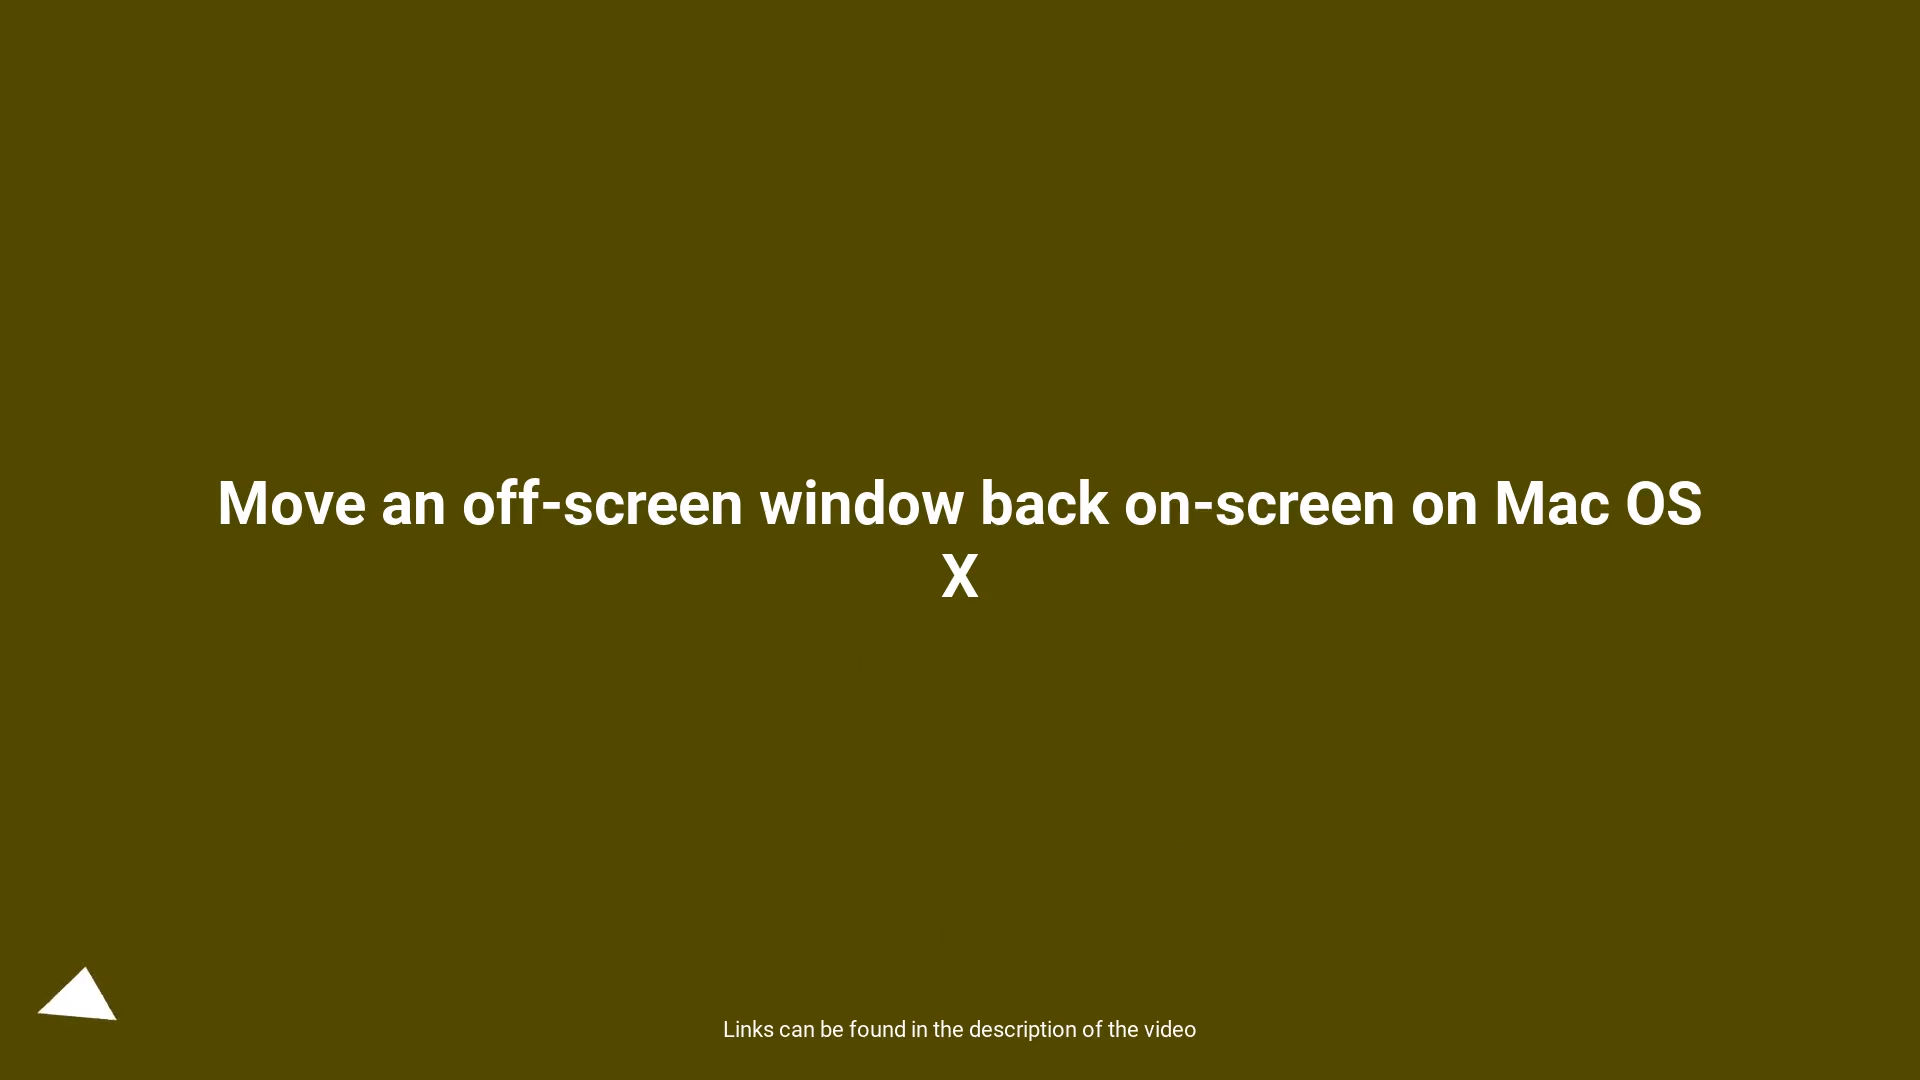 Move an off-screen window back on-screen on Mac OS
X
Links can be found in the description of the video